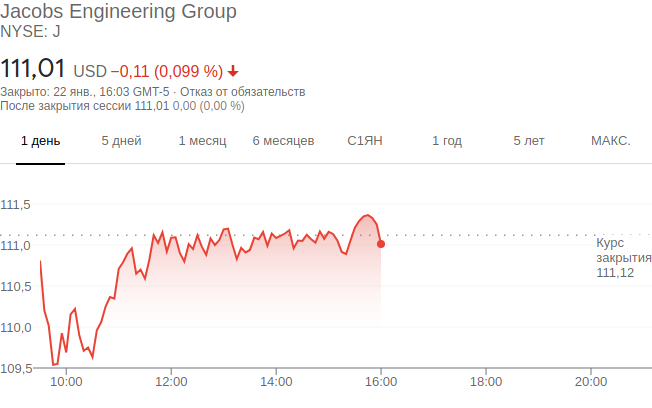 Jacobs Engineering Group
NYSE: J
111,01 USD −0,11 (0,099 %)
Закрыто: 22 янв., 16:03 GMT-5 · Отказ от обязательств
После закрытия сессии 111,01 0,00 (0,00 %)
1 день 5 дней 1 месяц 6 месяцев С1ЯН 1 год 5 лет МАКС.
111,5
111,0
110,5
110,0
109,5
Курс
закрытия
111,12
10:00 12:00 14:00 16:00 18:00 20:00